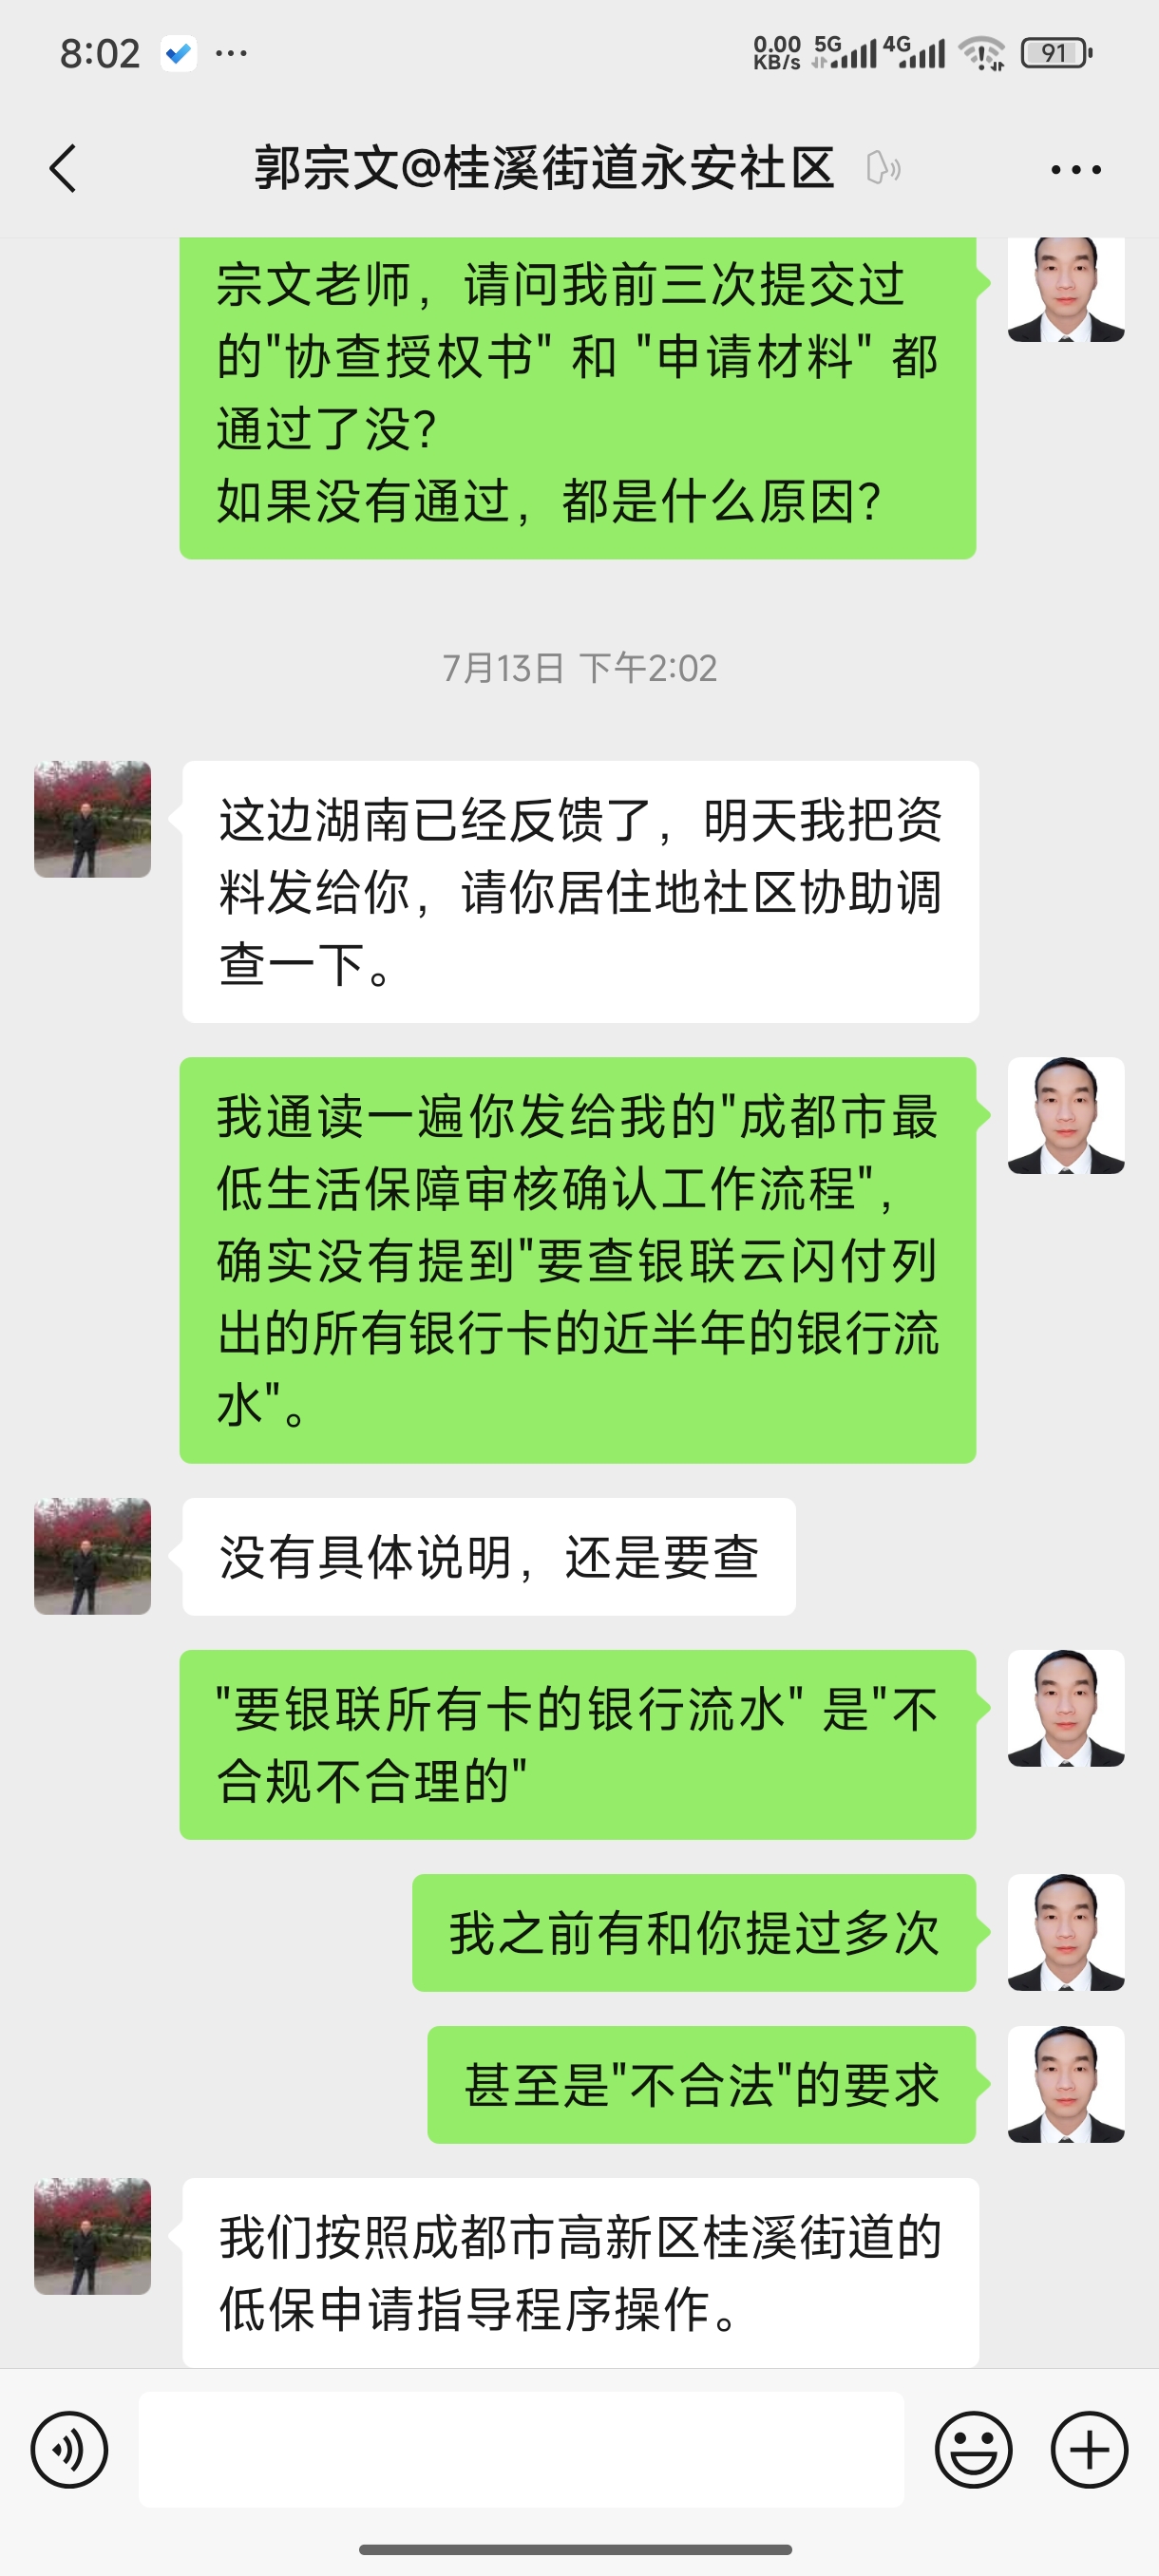 8:02
0.00 KB/s 5G 4G 91
郭宗文@桂溪街道永安社区
宗文老师，请问我前三次提交过
的"协查授权书" 和 "申请材料" 都
通过了没？
如果没有通过，都是什么原因？
7月13日 下午2:02
这边湖南已经反馈了，明天我把资
料发给你，请你居住地社区协助调
查一下。
我通读一遍你发给我的"成都市最
低生活保障审核确认工作流程"，
确实没有提到"要查银联云闪付列
出的所有银行卡的近半年的银行流
水"。
没有具体说明，还是要查
"要银联所有卡的银行流水" 是"不
合规不合理的"
我之前有和你提过多次
甚至是"不合法"的要求
我们按照成都市高新区桂溪街道的
低保申请指导程序操作。